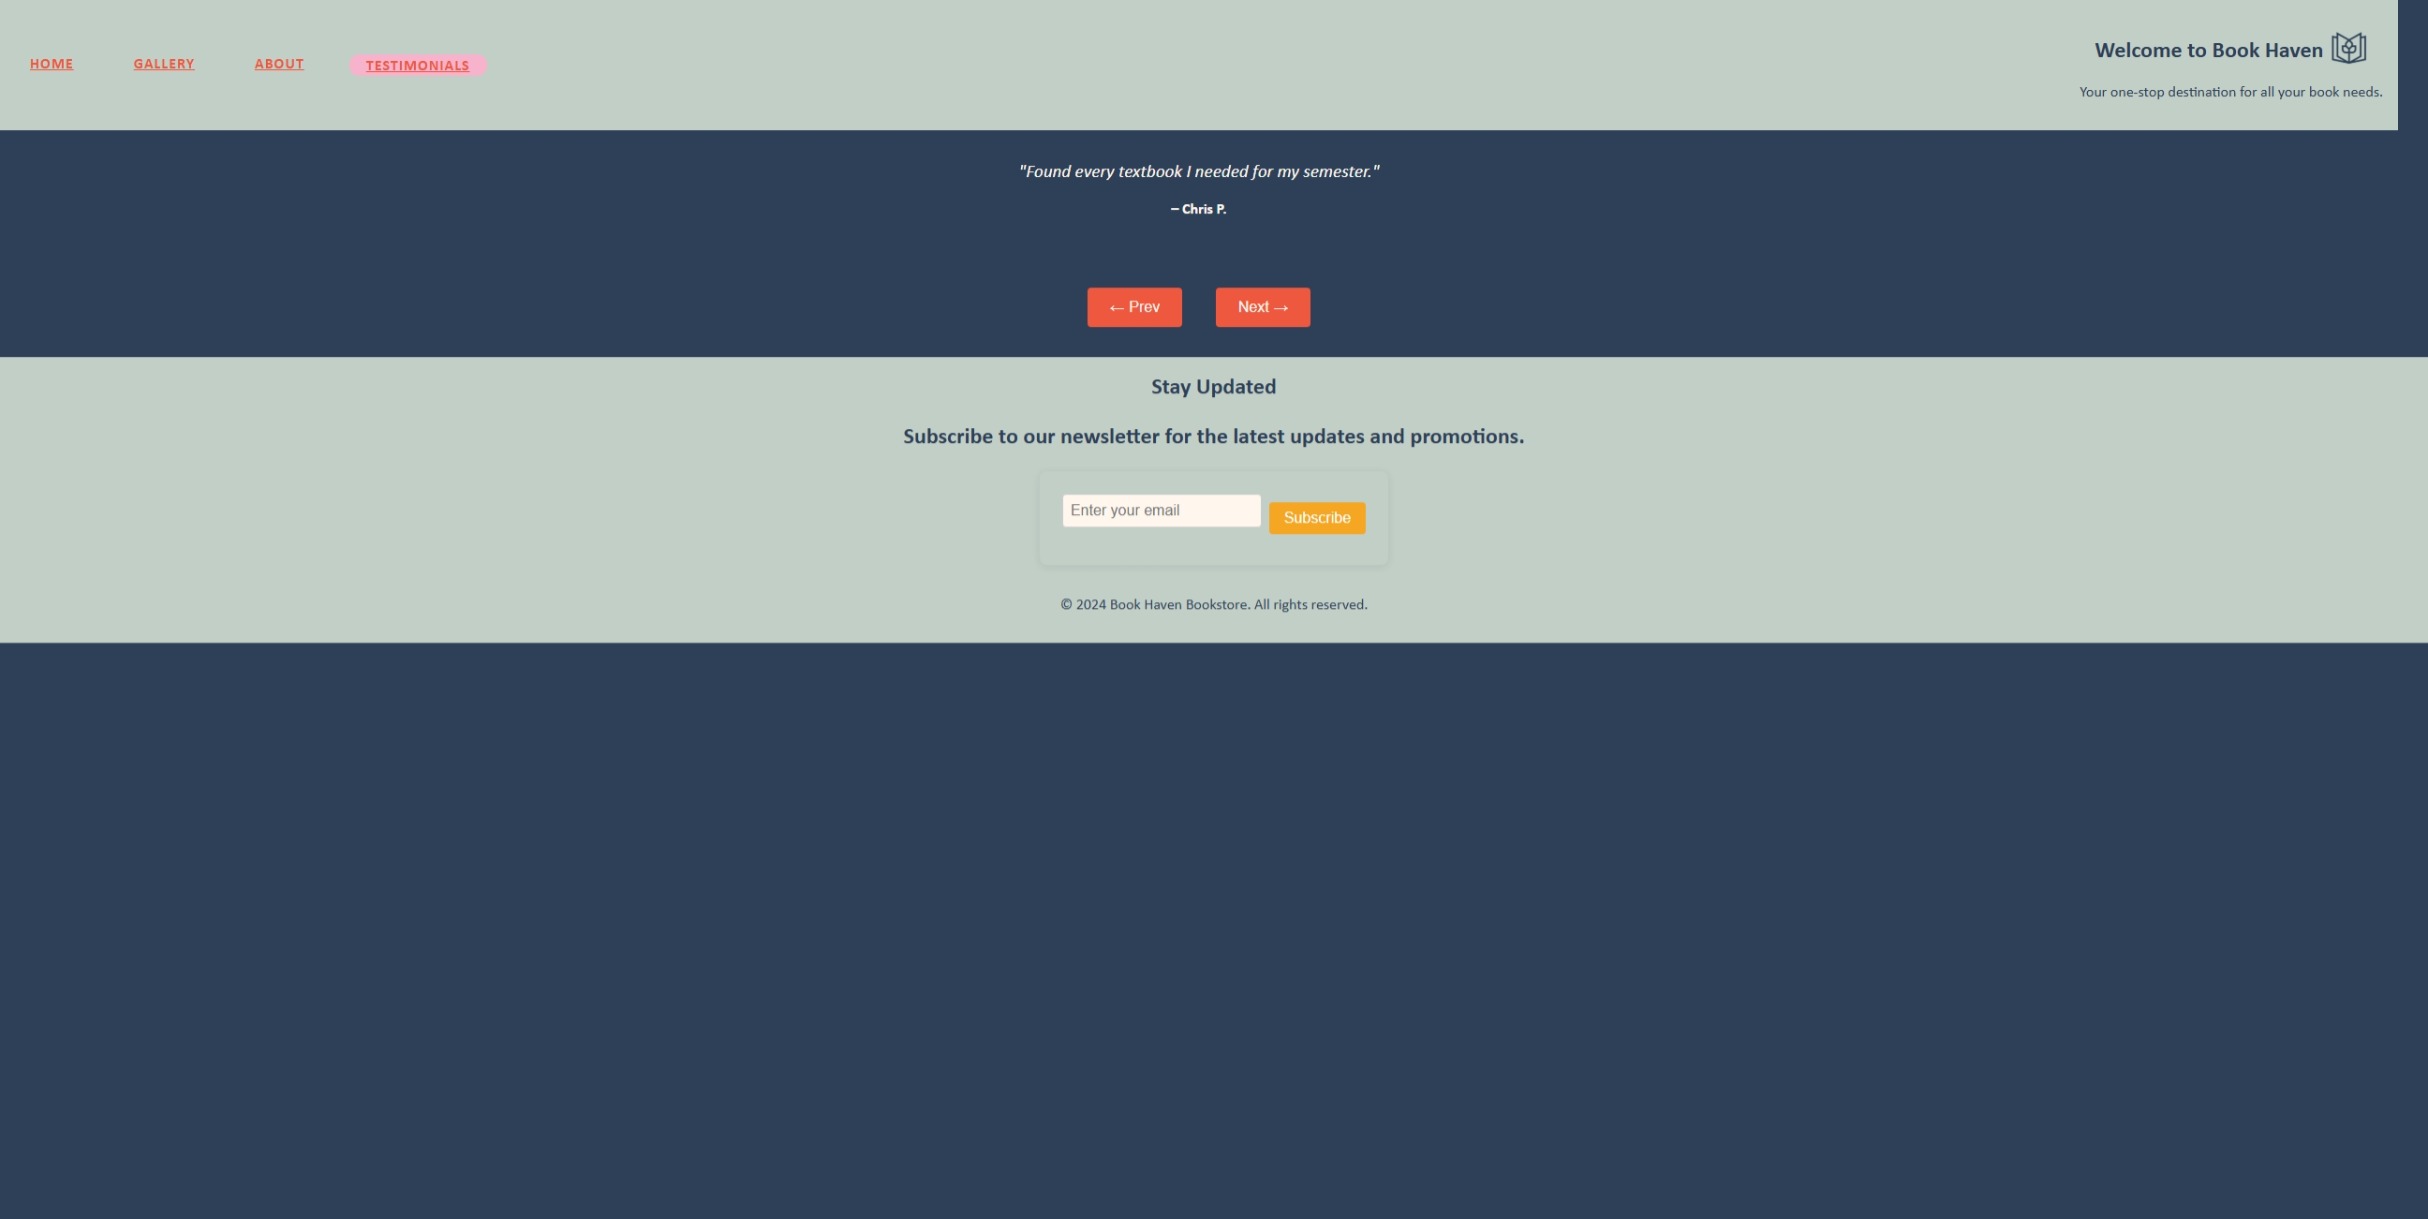 HOME
GALLERY
ABOUT
TESTIMONIALS
Welcome to Book Haven
Your one-stop destination for all your book needs.
"Found every textbook I needed for my semester."
– Chris P.
← Prev
Next →
Stay Updated
Subscribe to our newsletter for the latest updates and promotions.
Enter your email
Subscribe
© 2024 Book Haven Bookstore. All rights reserved.